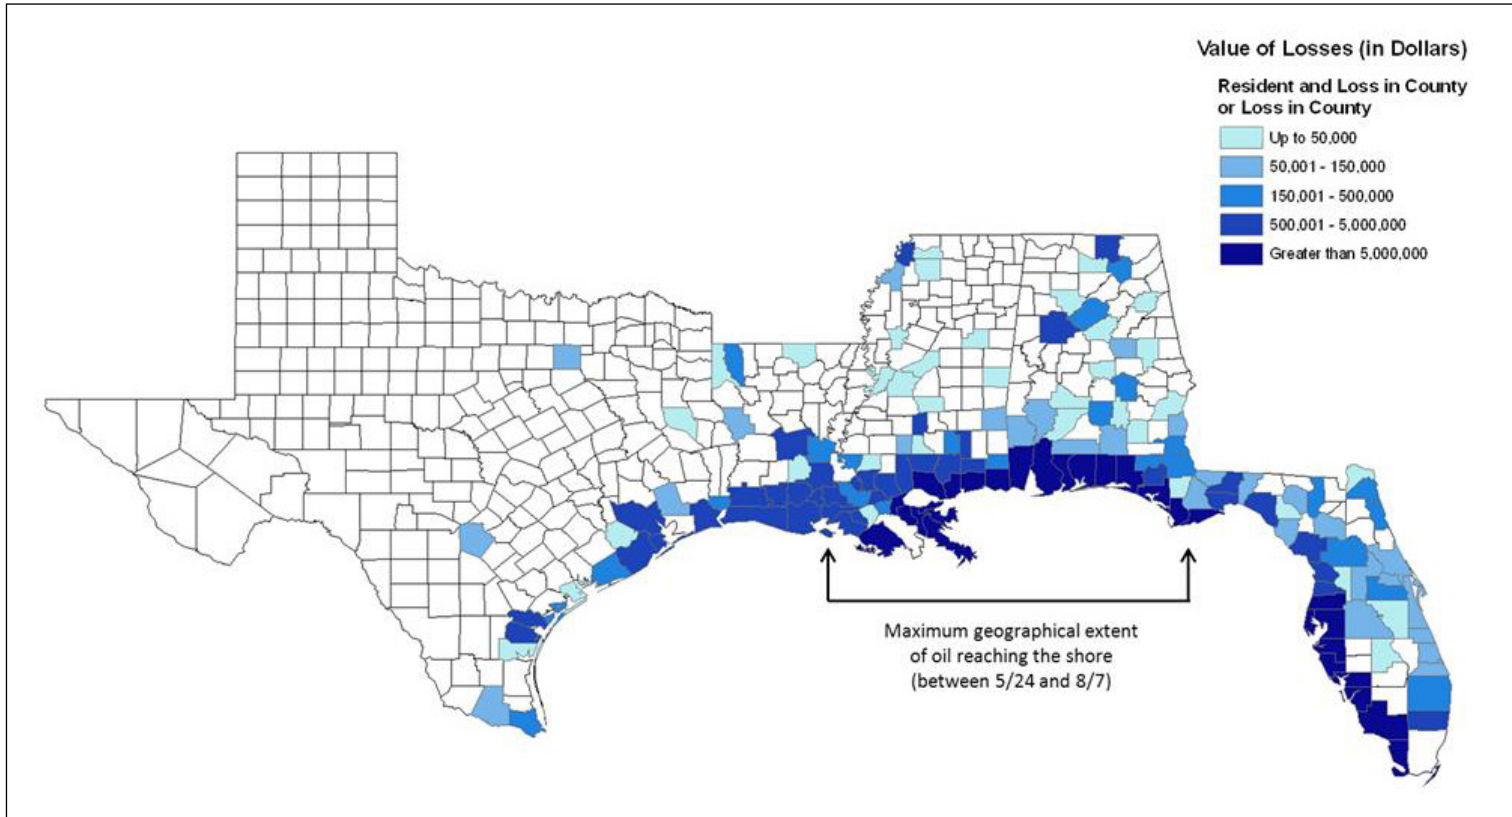 Value of Losses (in Dollars)
Resident and Loss in County
or Loss in County
Up to 50,000
50,001 - 150,000
150,001 - 500,000
500,001 - 5,000,000
Greater than 5,000,000
Maximum geographical extent
of oil reaching the shore
(between 5/24 and 8/7)